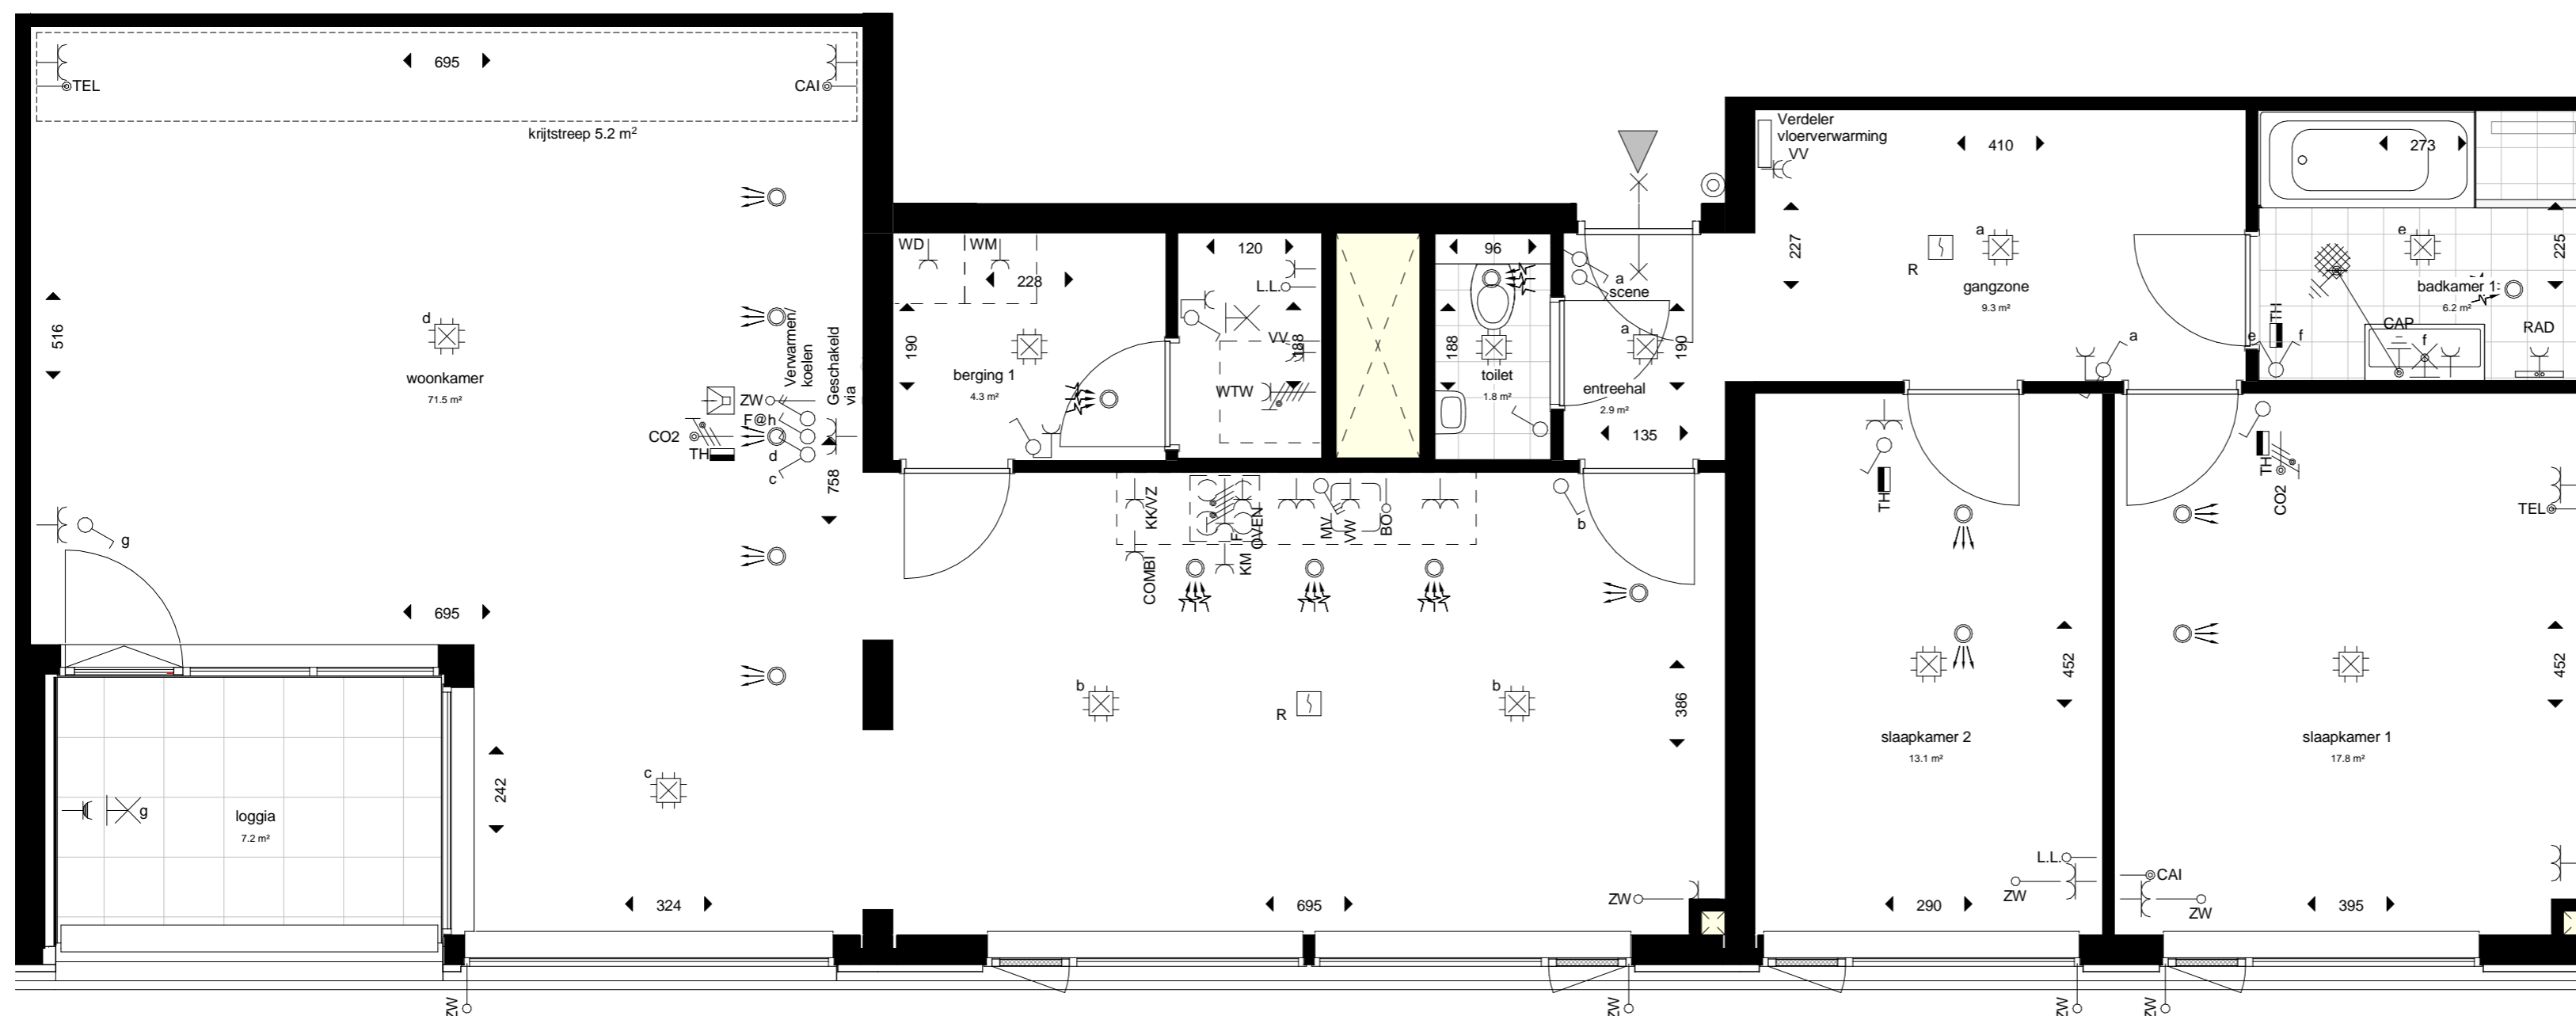 695
TEL
CAI
krijtstreep 5.2 m²
516
d
woonkamer
71.5 m²
Verwarmen/
koelen
Geschakeld
via
ZW
F@h
CO2
TH
d
c
758
g
695
loggia
7.2 m²
g
242
c
324
ZW
WD
WM
228
190
berging 1
4.3 m²
120
L.L.
VV
188
WTW
96
188
toilet
1.8 m²
a
scene
a
190
entreehal
2.9 m²
135
KK/VZ
COMBI
F
OVEN
KM
MV
VW
BO
b
b
R
b
386
695
ZW
ZW
Verdeler
vloerverwarming
VV
410
227
R
a
gangzone
9.3 m²
a
273
225
e
badkamer 1
6.2 m²
TH
e
f
CAP
f
RAD
TH
452
slaapkamer 2
13.1 m²
L.L.
ZW
290
ZW
TH
CO2
TEL
452
slaapkamer 1
17.8 m²
CAI
ZW
395
ZW